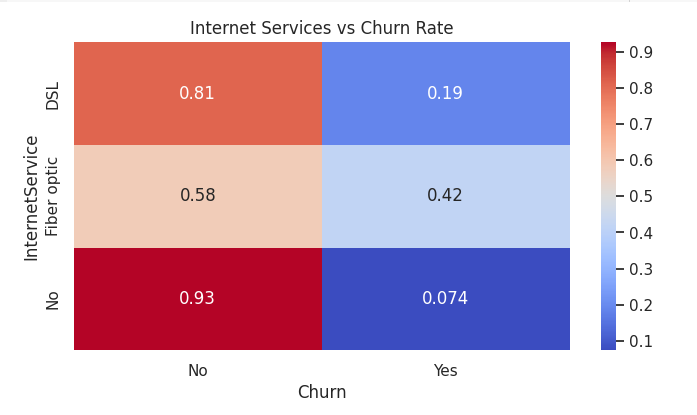 Internet Services vs Churn Rate
InternetService
DSL
Fiber optic
No
0.81
0.19
0.58
0.42
0.93
0.074
No
Yes
Churn
0.9
0.8
0.7
0.6
0.5
0.4
0.3
0.2
0.1